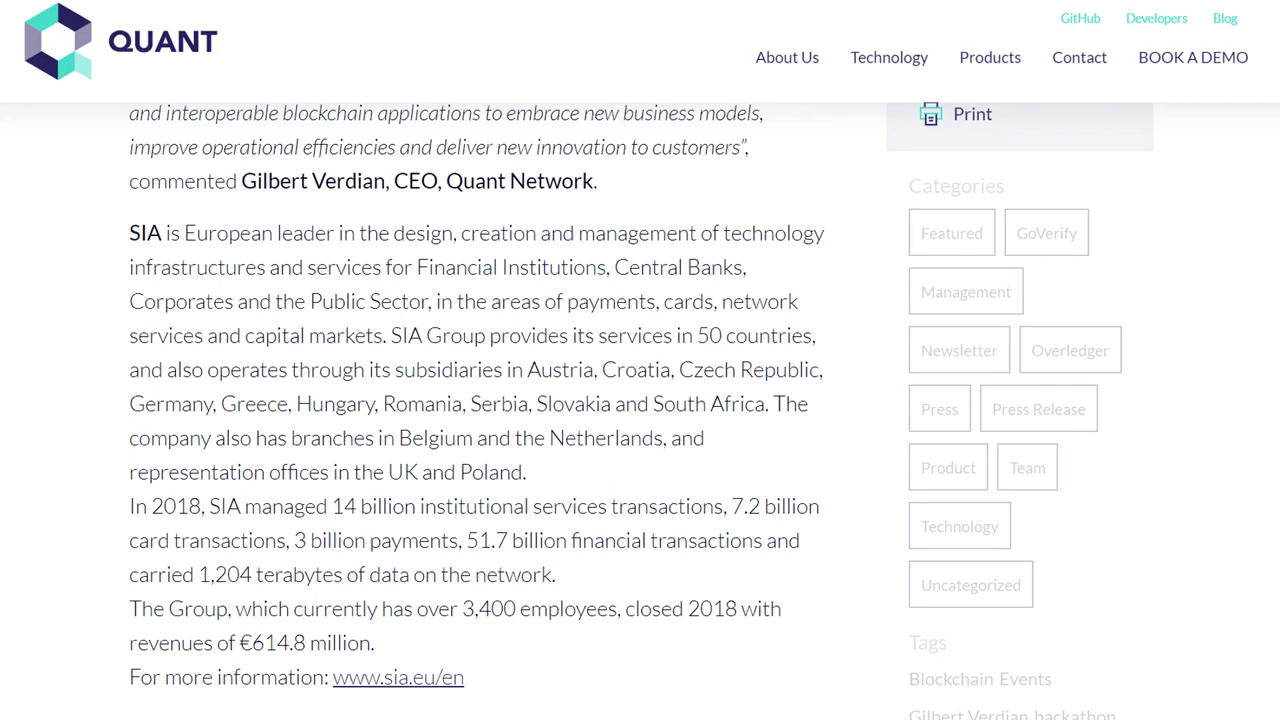 GitHub Developers Blog
QUANT
About Us Technology Products Contact BOOK A DEMO
and interoperable blockchain applications to embrace new business models,
improve operational efficiencies and deliver new innovation to customers”,
commented Gilbert Verdian, CEO, Quant Network.
SIA is European leader in the design, creation and management of technology
infrastructures and services for Financial Institutions, Central Banks,
Corporates and the Public Sector, in the areas of payments, cards, network
services and capital markets. SIA Group provides its services in 50 countries,
and also operates through its subsidiaries in Austria, Croatia, Czech Republic,
Germany, Greece, Hungary, Romania, Serbia, Slovakia and South Africa. The
company also has branches in Belgium and the Netherlands, and
representation offices in the UK and Poland.
In 2018, SIA managed 14 billion institutional services transactions, 7.2 billion
card transactions, 3 billion payments, 51.7 billion financial transactions and
carried 1,204 terabytes of data on the network.
The Group, which currently has over 3,400 employees, closed 2018 with
revenues of €614.8 million.
For more information: www.sia.eu/en
Print
Categories
Featured GoVerify
Management
Newsletter Overledger
Press Press Release
Product Team
Technology
Uncategorized
Tags
Blockchain Events
Gilbert Verdian hackathon